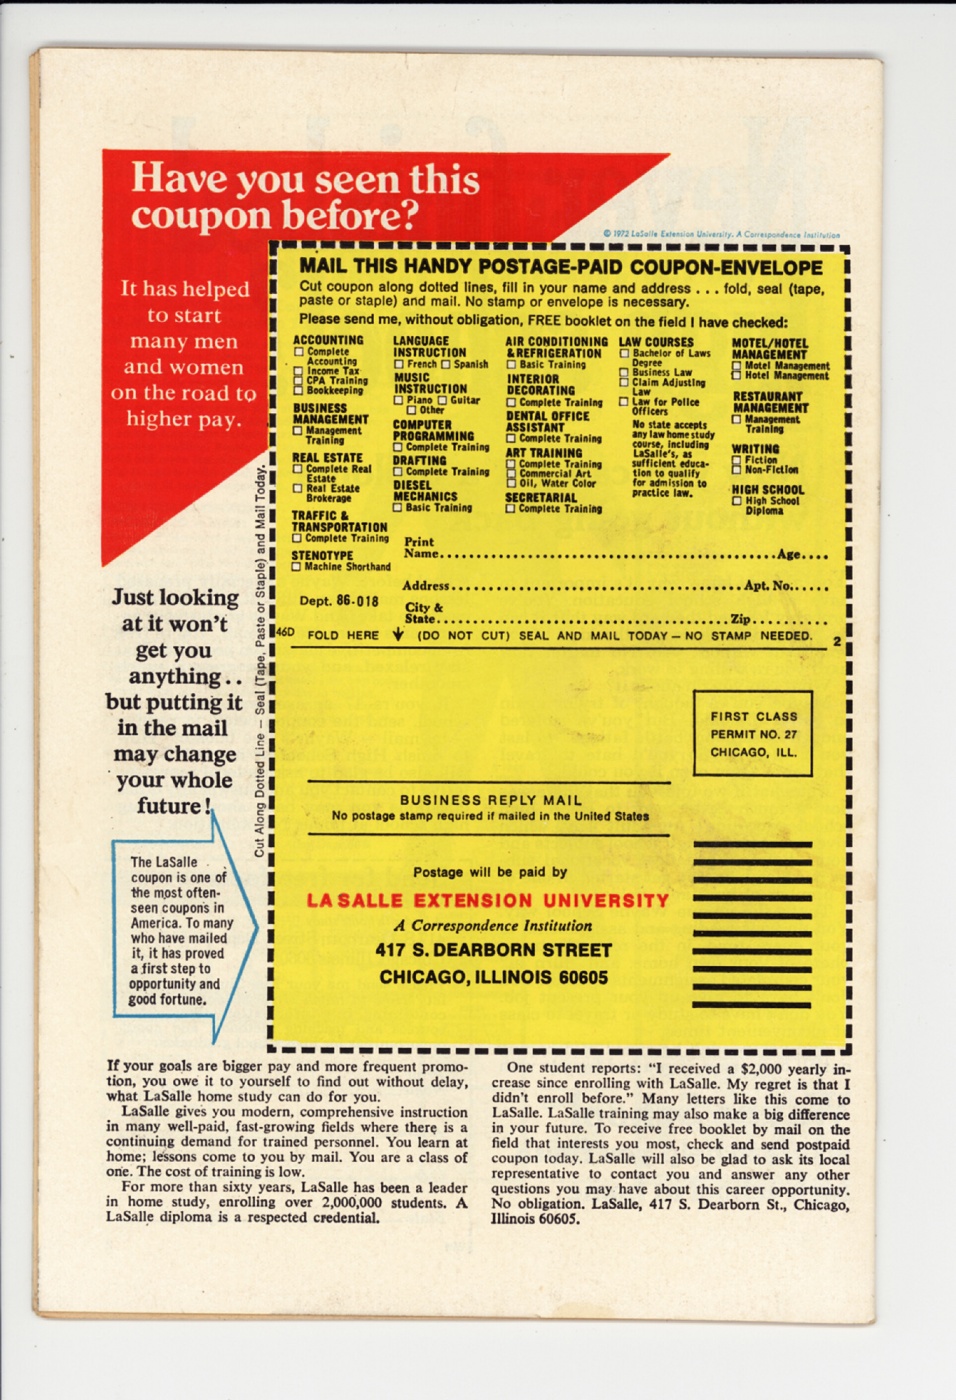 Have you seen this
coupon before?
© 1972 LaSalle Extension University. A Correspondence Institution
It has helped
to start
many men
and women
on the road to
higher pay.
MAIL THIS HANDY POSTAGE-PAID COUPON-ENVELOPE
Cut coupon along dotted lines, fill in your name and address . . . fold, seal (tape,
paste or staple) and mail. No stamp or envelope is necessary.
Please send me, without obligation, FREE booklet on the field I have checked:
ACCOUNTING
Complete
Accounting
Income Tax
CPA Training
Bookkeeping
BUSINESS
MANAGEMENT
Management
Training
REAL ESTATE
Complete Real
Estate
Real Estate
Brokerage
TRAFFIC &
TRANSPORTATION
Complete Training
STENOTYPE
Machine Shorthand
LANGUAGE
INSTRUCTION
French Spanish
MUSIC
INSTRUCTION
Piano Guitar
Other
COMPUTER
PROGRAMMING
Complete Training
DRAFTING
Complete Training
DIESEL
MECHANICS
Basic Training
AIR CONDITIONING
& REFRIGERATION
Basic Training
INTERIOR
DECORATING
Complete Training
DENTAL OFFICE
ASSISTANT
Complete Training
ART TRAINING
Complete Training
Commercial Art
Oil, Water Color
SECRETARIAL
Complete Training
LAW COURSES
Bachelor of Laws
Degree
Business Law
Claim Adjusting
Law
Law for Police
Officers
No state accepts
any law home study
course, including
LaSalle's, as
sufficient educa-
tion to qualify
for admission to
practice law.
MOTEL/HOTEL
MANAGEMENT
Motel Management
Hotel Management
RESTAURANT
MANAGEMENT
Management
Training
WRITING
Fiction
Non-Fiction
HIGH SCHOOL
High School
Diploma
Print
Name.................................................Age....
Address.................................................Apt. No......
Dept. 86-018
City &
State.................................................Zip..........
46D FOLD HERE ↓ (DO NOT CUT) SEAL AND MAIL TODAY — NO STAMP NEEDED. 2
Cut Along Dotted Line — Seal (Tape, Paste or Staple) and Mail Today.
Just looking
at it won't
get you
anything . .
but putting it
in the mail
may change
your whole
future!
The LaSalle
coupon is one of
the most often-
seen coupons in
America. To many
who have mailed
it, it has proved
a first step to
opportunity and
good fortune.
FIRST CLASS
PERMIT NO. 27
CHICAGO, ILL.
BUSINESS REPLY MAIL
No postage stamp required if mailed in the United States
Postage will be paid by
LA SALLE EXTENSION UNIVERSITY
A Correspondence Institution
417 S. DEARBORN STREET
CHICAGO, ILLINOIS 60605
If your goals are bigger pay and more frequent promo-
tion, you owe it to yourself to find out without delay,
what LaSalle home study can do for you.
LaSalle gives you modern, comprehensive instruction
in many well-paid, fast-growing fields where there is a
continuing demand for trained personnel. You learn at
home; lessons come to you by mail. You are a class of
one. The cost of training is low.
For more than sixty years, LaSalle has been a leader
in home study, enrolling over 2,000,000 students. A
LaSalle diploma is a respected credential.
One student reports: "I received a $2,000 yearly in-
crease since enrolling with LaSalle. My regret is that I
didn't enroll before." Many letters like this come to
LaSalle. LaSalle training may also make a big difference
in your future. To receive free booklet by mail on the
field that interests you most, check and send postpaid
coupon today. LaSalle will also be glad to ask its local
representative to contact you and answer any other
questions you may have about this career opportunity.
No obligation. LaSalle, 417 S. Dearborn St., Chicago,
Illinois 60605.